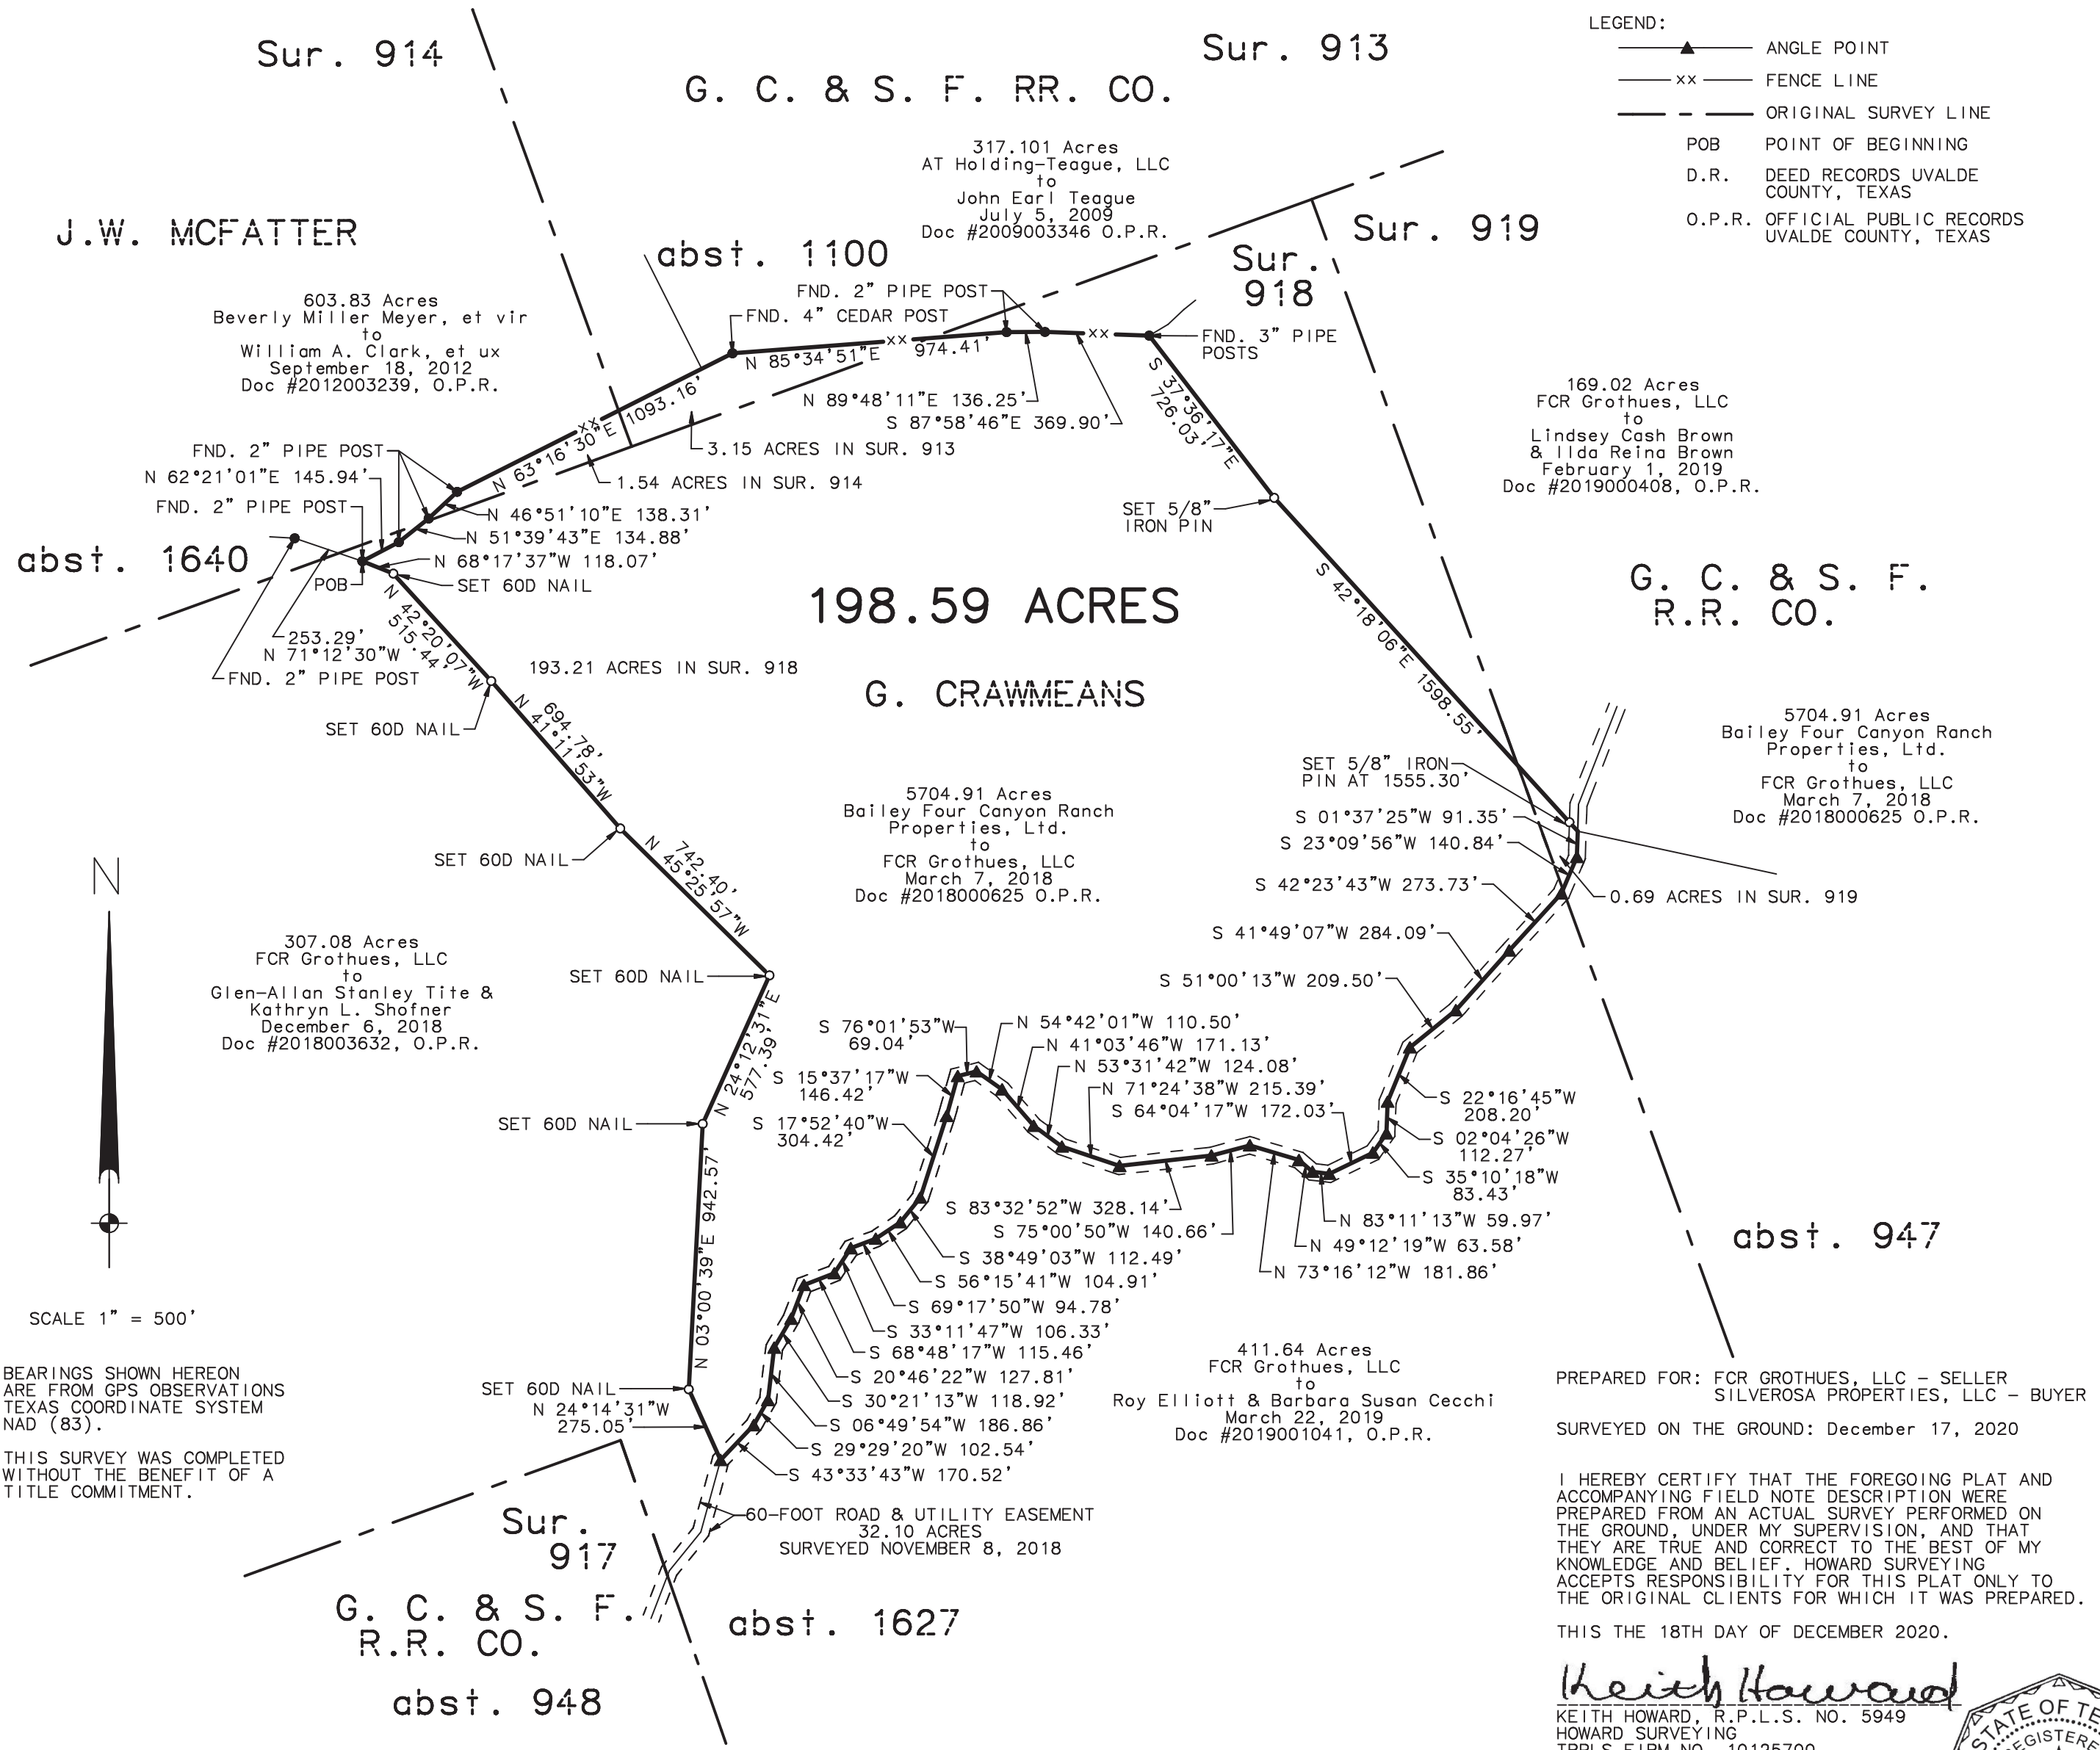 LEGEND:
ANGLE POINT
xx FENCE LINE
ORIGINAL SURVEY LINE
POB POINT OF BEGINNING
D.R. DEED RECORDS UVALDE
COUNTY, TEXAS
O.P.R. OFFICIAL PUBLIC RECORDS
UVALDE COUNTY, TEXAS
Sur. 914
Sur. 913
G. C. & S. F. RR. CO.
317.101 Acres
AT Holding-Teague, LLC
to
John Earl Teague
July 5, 2009
Doc #2009003346 O.P.R.
J.W. MCFATTER
abst. 1100
Sur. 919
Sur.
918
603.83 Acres
Beverly Miller Meyer, et vir
to
William A. Clark, et ux
September 18, 2012
Doc #2012003239, O.P.R.
FND. 2" PIPE POST
FND. 4" CEDAR POST
xx
N 85°34'51"E 974.41'
xx
FND. 3" PIPE
POSTS
N 89°48'11"E 136.25'
S 87°58'46"E 369.90'
xx
N 63°16'30"E 1093.16'
3.15 ACRES IN SUR. 913
1.54 ACRES IN SUR. 914
S 37°36'17"E
726.03'
169.02 Acres
FCR Grothues, LLC
to
Lindsey Cash Brown
& Ilda Reina Brown
February 1, 2019
Doc #2019000408, O.P.R.
FND. 2" PIPE POST
N 62°21'01"E 145.94'
FND. 2" PIPE POST
N 46°51'10"E 138.31'
N 51°39'43"E 134.88'
N 68°17'37"W 118.07'
SET 60D NAIL
POB
abst. 1640
253.29'
N 71°12'30"W
FND. 2" PIPE POST
N 42°20'07"W
515.44'
SET 5/8"
IRON PIN
198.59 ACRES
193.21 ACRES IN SUR. 918
G. CRAWMEANS
S 42°18'06"E 1598.55'
G. C. & S. F.
R.R. CO.
SET 60D NAIL
694.78'
N 41°11'53"W
5704.91 Acres
Bailey Four Canyon Ranch
Properties, Ltd.
to
FCR Grothues, LLC
March 7, 2018
Doc #2018000625 O.P.R.
5704.91 Acres
Bailey Four Canyon Ranch
Properties, Ltd.
to
FCR Grothues, LLC
March 7, 2018
Doc #2018000625 O.P.R.
SET 5/8" IRON
PIN AT 1555.30'
S 01°37'25"W 91.35'
S 23°09'56"W 140.84'
S 42°23'43"W 273.73'
0.69 ACRES IN SUR. 919
S 41°49'07"W 284.09'
S 51°00'13"W 209.50'
SET 60D NAIL
742.40'
N 45°25'57"W
N
307.08 Acres
FCR Grothues, LLC
to
Glen-Allan Stanley Tite &
Kathryn L. Shofner
December 6, 2018
Doc #2018003632, O.P.R.
SET 60D NAIL
N 24°12'31"E
577.39'
S 76°01'53"W
69.04'
S 15°37'17"W
146.42'
S 17°52'40"W
304.42'
N 54°42'01"W 110.50'
N 41°03'46"W 171.13'
N 53°31'42"W 124.08'
N 71°24'38"W 215.39'
S 64°04'17"W 172.03'
S 22°16'45"W
208.20'
S 02°04'26"W
112.27'
S 35°10'18"W
83.43'
SET 60D NAIL
N 03°00'39"E 942.57'
S 83°32'52"W 328.14'
S 75°00'50"W 140.66'
N 83°11'13"W 59.97'
N 49°12'19"W 63.58'
N 73°16'12"W 181.86'
S 38°49'03"W 112.49'
S 56°15'41"W 104.91'
S 69°17'50"W 94.78'
S 33°11'47"W 106.33'
S 68°48'17"W 115.46'
S 20°46'22"W 127.81'
S 30°21'13"W 118.92'
S 06°49'54"W 186.86'
S 29°29'20"W 102.54'
S 43°33'43"W 170.52'
abst. 947
SCALE 1" = 500'
BEARINGS SHOWN HEREON
ARE FROM GPS OBSERVATIONS
TEXAS COORDINATE SYSTEM
NAD (83).
THIS SURVEY WAS COMPLETED
WITHOUT THE BENEFIT OF A
TITLE COMMITMENT.
SET 60D NAIL
N 24°14'31"W
275.05'
411.64 Acres
FCR Grothues, LLC
to
Roy Elliott & Barbara Susan Cecchi
March 22, 2019
Doc #2019001041, O.P.R.
60-FOOT ROAD & UTILITY EASEMENT
32.10 ACRES
SURVEYED NOVEMBER 8, 2018
Sur.
917
G. C. & S. F.
R.R. CO.
abst. 1627
abst. 948
PREPARED FOR: FCR GROTHUES, LLC - SELLER
SILVEROSA PROPERTIES, LLC - BUYER
SURVEYED ON THE GROUND: December 17, 2020
I HEREBY CERTIFY THAT THE FOREGOING PLAT AND
ACCOMPANYING FIELD NOTE DESCRIPTION WERE
PREPARED FROM AN ACTUAL SURVEY PERFORMED ON
THE GROUND, UNDER MY SUPERVISION, AND THAT
THEY ARE TRUE AND CORRECT TO THE BEST OF MY
KNOWLEDGE AND BELIEF. HOWARD SURVEYING
ACCEPTS RESPONSIBILITY FOR THIS PLAT ONLY TO
THE ORIGINAL CLIENTS FOR WHICH IT WAS PREPARED.
THIS THE 18TH DAY OF DECEMBER 2020.
Keith Howard
KEITH HOWARD, R.P.L.S. NO. 5949
HOWARD SURVEYING
STATE OF TE